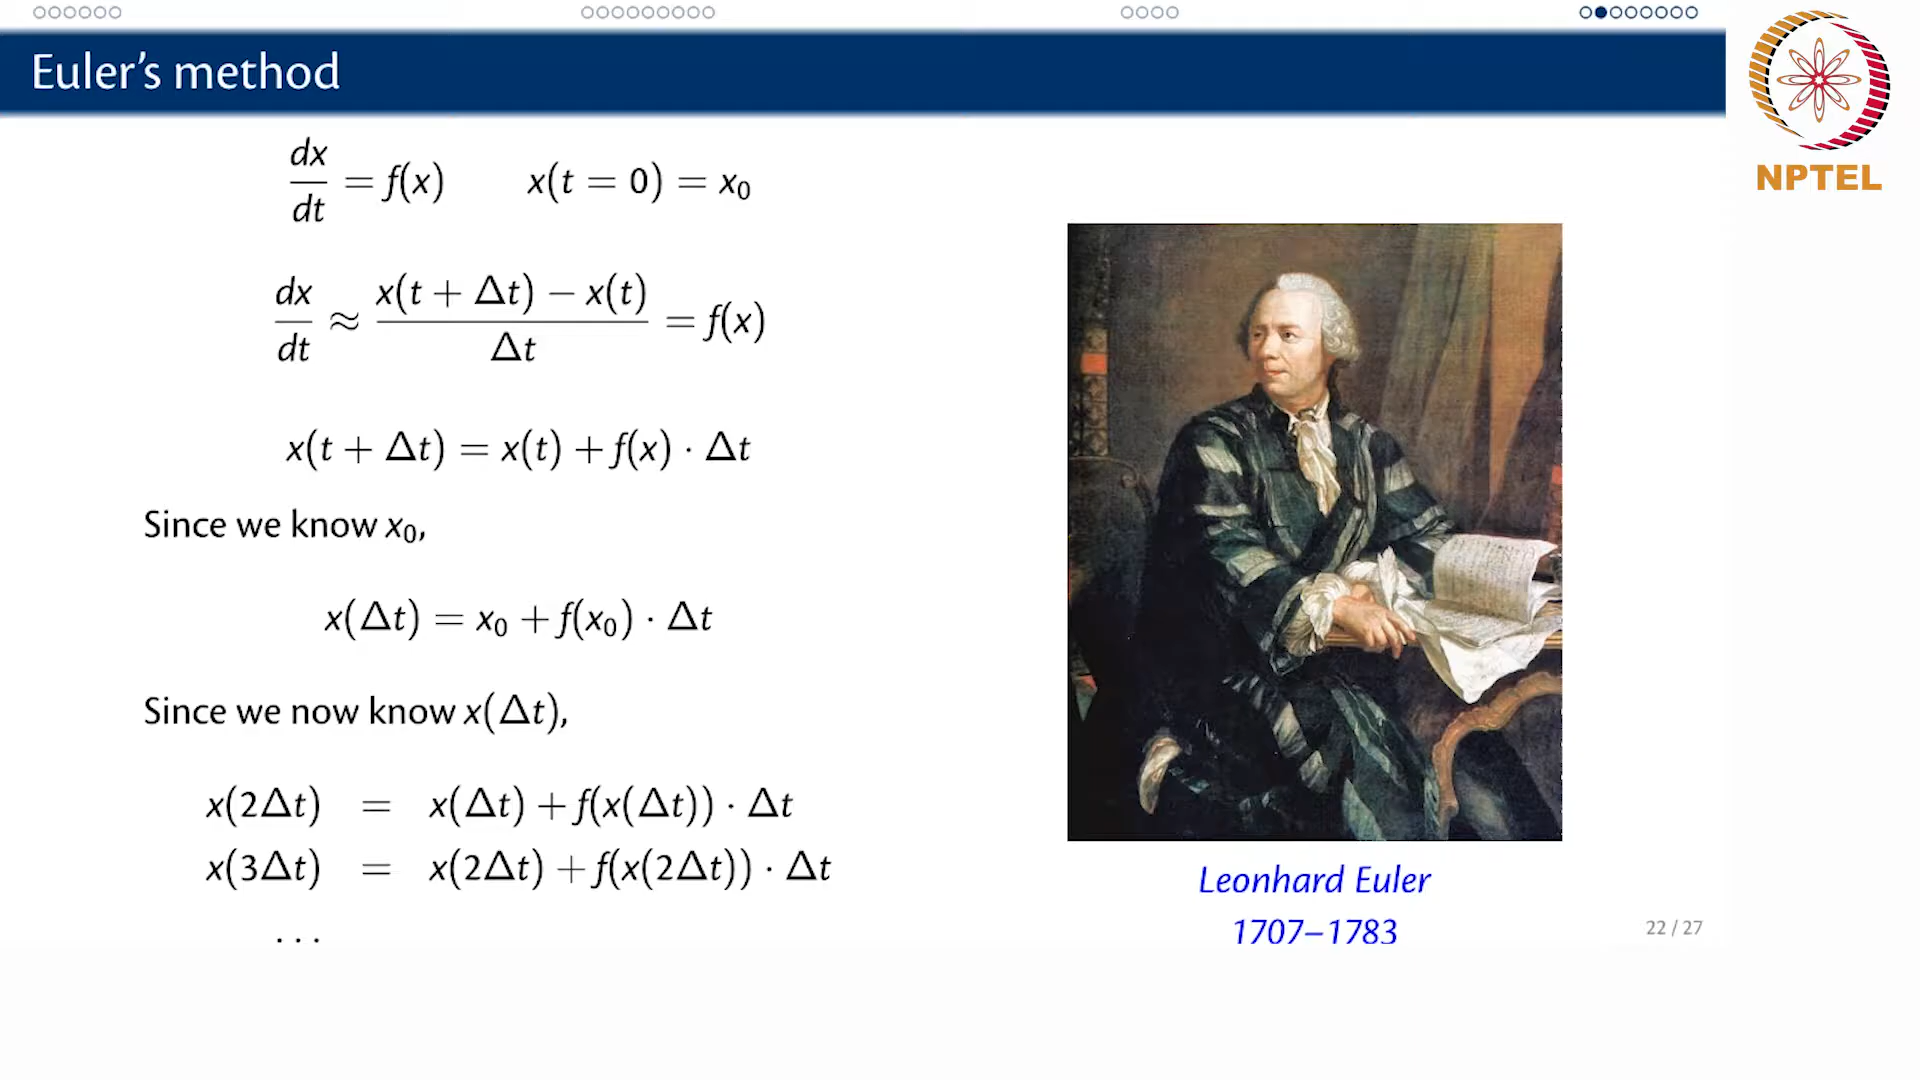 Euler's method
NPTEL
dx/dt = f(x)    x(t = 0) = x₀
dx/dt ≈ (x(t + Δt) − x(t))/Δt = f(x)
x(t + Δt) = x(t) + f(x) · Δt
Since we know x₀,
x(Δt) = x₀ + f(x₀) · Δt
Since we now know x(Δt),
x(2Δt) = x(Δt) + f(x(Δt)) · Δt
x(3Δt) = x(2Δt) + f(x(2Δt)) · Δt
. . .
Leonhard Euler
1707–1783
22 / 27